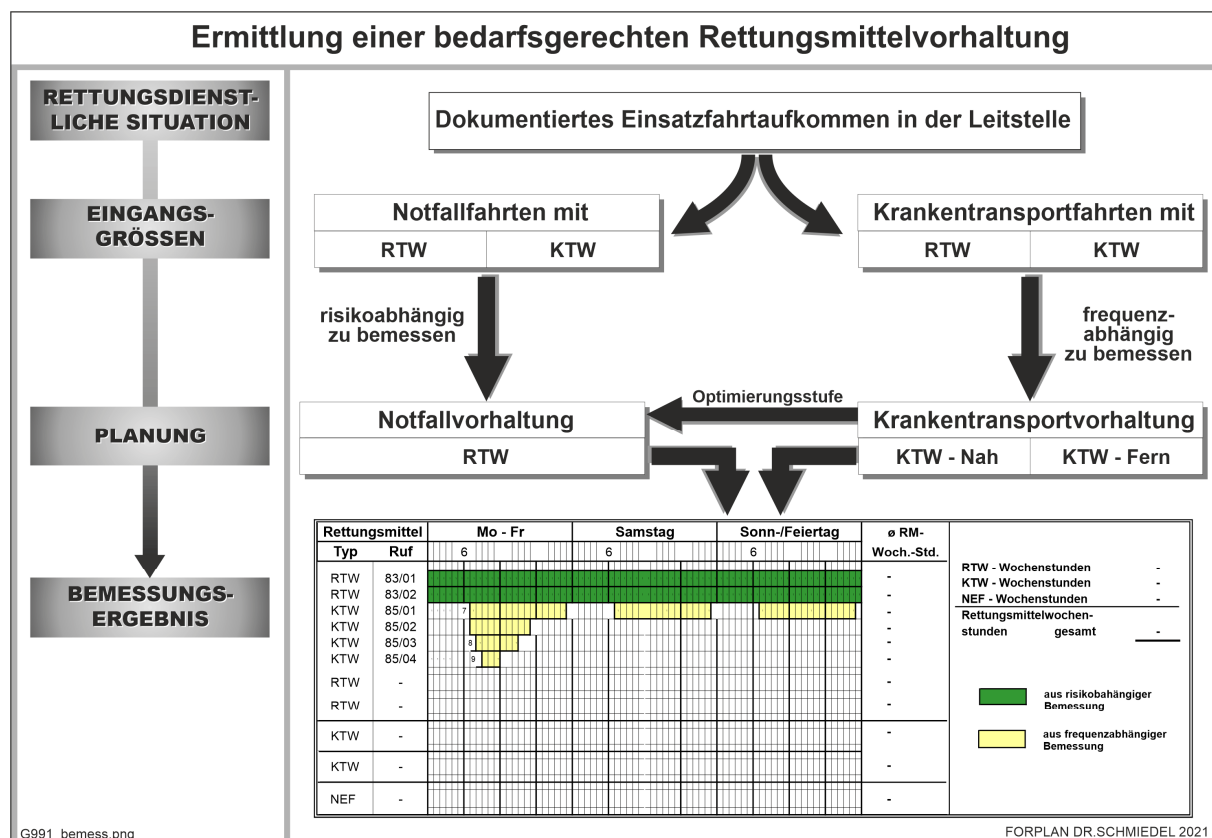 Ermittlung einer bedarfsgerechten Rettungsmittelvorhaltung
RETTUNGSDIENST-
LICHE SITUATION
EINGANGS-
GRÖSSEN
PLANUNG
BEMESSUNGS-
ERGEBNIS
Dokumentiertes Einsatzfahrtaufkommen in der Leitstelle
Notfallfahrten mit
RTW KTW
Krankentransportfahrten mit
RTW KTW
risikoabhängig
zu bemessen
frequenz-
abhängig
zu bemessen
Optimierungsstufe
Notfallvorhaltung
RTW
Krankentransportvorhaltung
KTW - Nah KTW - Fern
Rettungsmittel Mo - Fr Samstag Sonn-/Feiertag ø RM-
Typ Ruf 6 6 6 Woch.-Std.
RTW 83/01 -
RTW 83/02 -
KTW 85/01 7 -
KTW 85/02 -
KTW 85/03 8 -
KTW 85/04 9 -
RTW - -
RTW - -
KTW - -
KTW - -
NEF - -
RTW - Wochenstunden -
KTW - Wochenstunden -
NEF - Wochenstunden -
Rettungsmittelwochen-
stunden gesamt -
aus risikobahängiger
Bemessung
aus frequenzabhängiger
Bemessung
G991_bemess.png
FORPLAN DR.SCHMIEDEL 2021